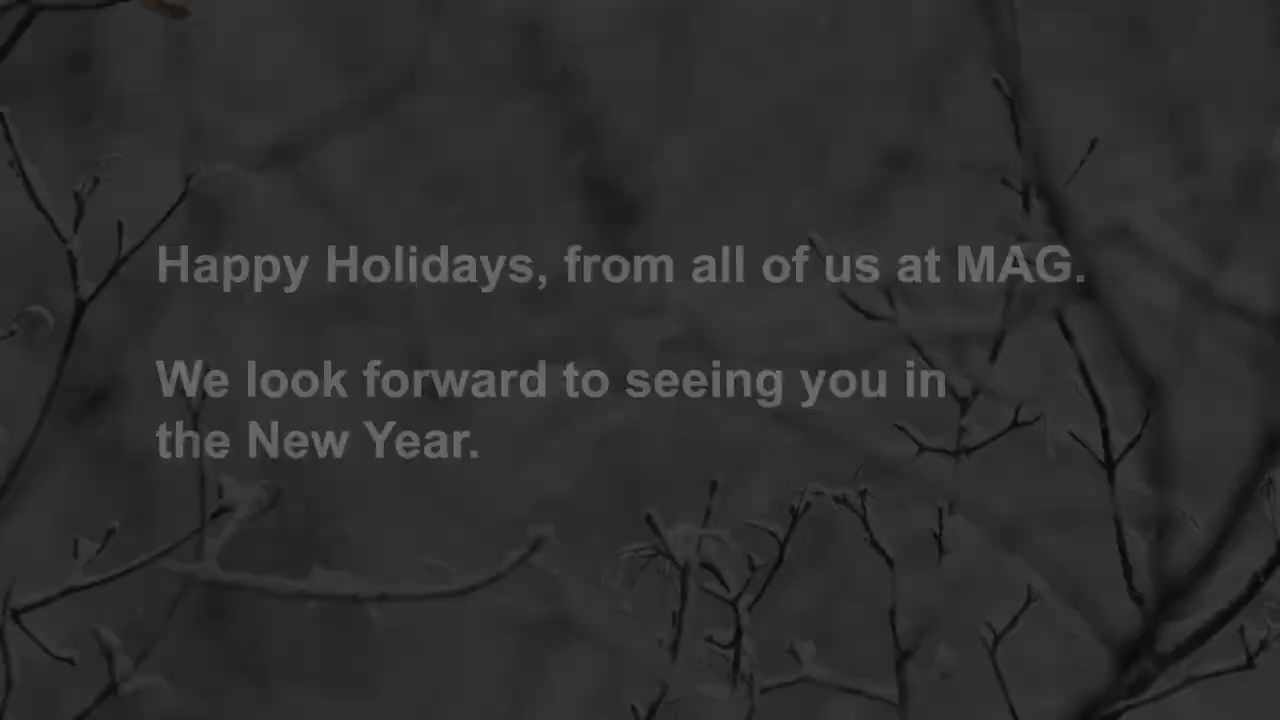 Happy Holidays, from all of us at MAG.
We look forward to seeing you in
the New Year.